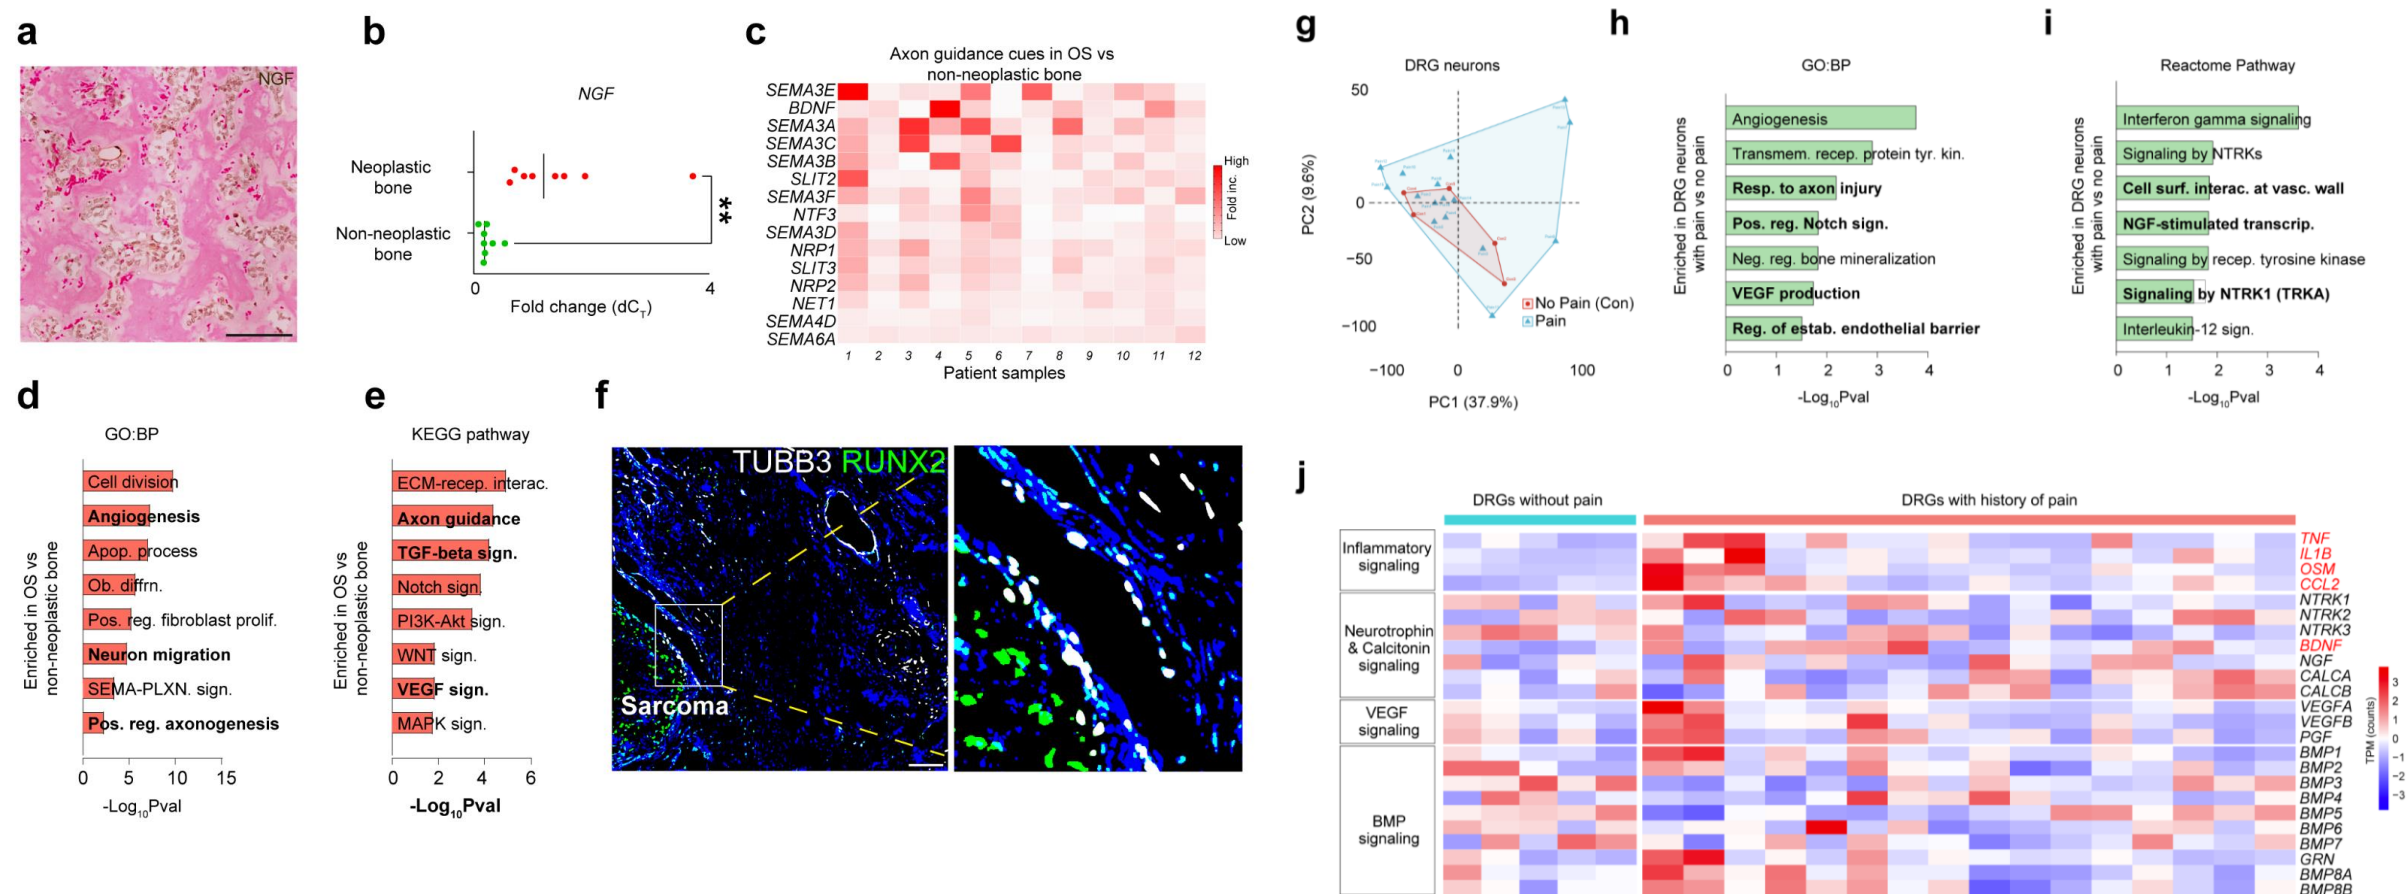 a
NGF
b
NGF
Neoplastic
bone
Non-neoplastic
bone
**
0
4
Fold change (dCT)
c
Axon guidance cues in OS vs
non-neoplastic bone
SEMA3E
BDNF
SEMA3A
SEMA3C
SEMA3B
SLIT2
SEMA3F
NTF3
SEMA3D
NRP1
SLIT3
NRP2
NET1
SEMA4D
SEMA6A
1 2 3 4 5 6 7 8 9 10 11 12
Patient samples
High
Fold inc.
Low
d
GO:BP
Enriched in OS vs
non-neoplastic bone
Cell division
Angiogenesis
Apop. process
Ob. diffrn.
Pos. reg. fibroblast prolif.
Neuron migration
SEMA-PLXN. sign.
Pos. reg. axonogenesis
0 5 10 15
-Log10Pval
e
KEGG pathway
Enriched in OS vs
non-neoplastic bone
ECM-recep. interac.
Axon guidance
TGF-beta sign.
Notch sign.
PI3K-Akt sign.
WNT sign.
VEGF sign.
MAPK sign.
0 2 4 6
-Log10Pval
f
TUBB3 RUNX2
Sarcoma
g
DRG neurons
PC2 (9.6%)
50
0
−50
−100
−100 0 100
PC1 (37.9%)
No Pain (Con)
Pain
h
GO:BP
Enriched in DRG neurons
with pain vs no pain
Angiogenesis
Transmem. recep. protein tyr. kin.
Resp. to axon injury
Pos. reg. Notch sign.
Neg. reg. bone mineralization
VEGF production
Reg. of estab. endothelial barrier
0 1 2 3 4
-Log10Pval
i
Reactome Pathway
Enriched in DRG neurons
with pain vs no pain
Interferon gamma signaling
Signaling by NTRKs
Cell surf. interac. at vasc. wall
NGF-stimulated transcrip.
Signaling by recep. tyrosine kinase
Signaling by NTRK1 (TRKA)
Interleukin-12 sign.
0 1 2 3 4
-Log10Pval
j
DRGs without pain
DRGs with history of pain
Inflammatory
signaling
Neurotrophin
& Calcitonin
signaling
VEGF
signaling
BMP
signaling
TNF
IL1B
OSM
CCL2
NTRK1
NTRK2
NTRK3
BDNF
NGF
CALCA
CALCB
VEGFA
VEGFB
PGF
BMP1
BMP2
BMP3
BMP4
BMP5
BMP6
BMP7
GRN
BMP8A
BMP8B
TPM (counts)
3
2
1
0
−1
−2
−3